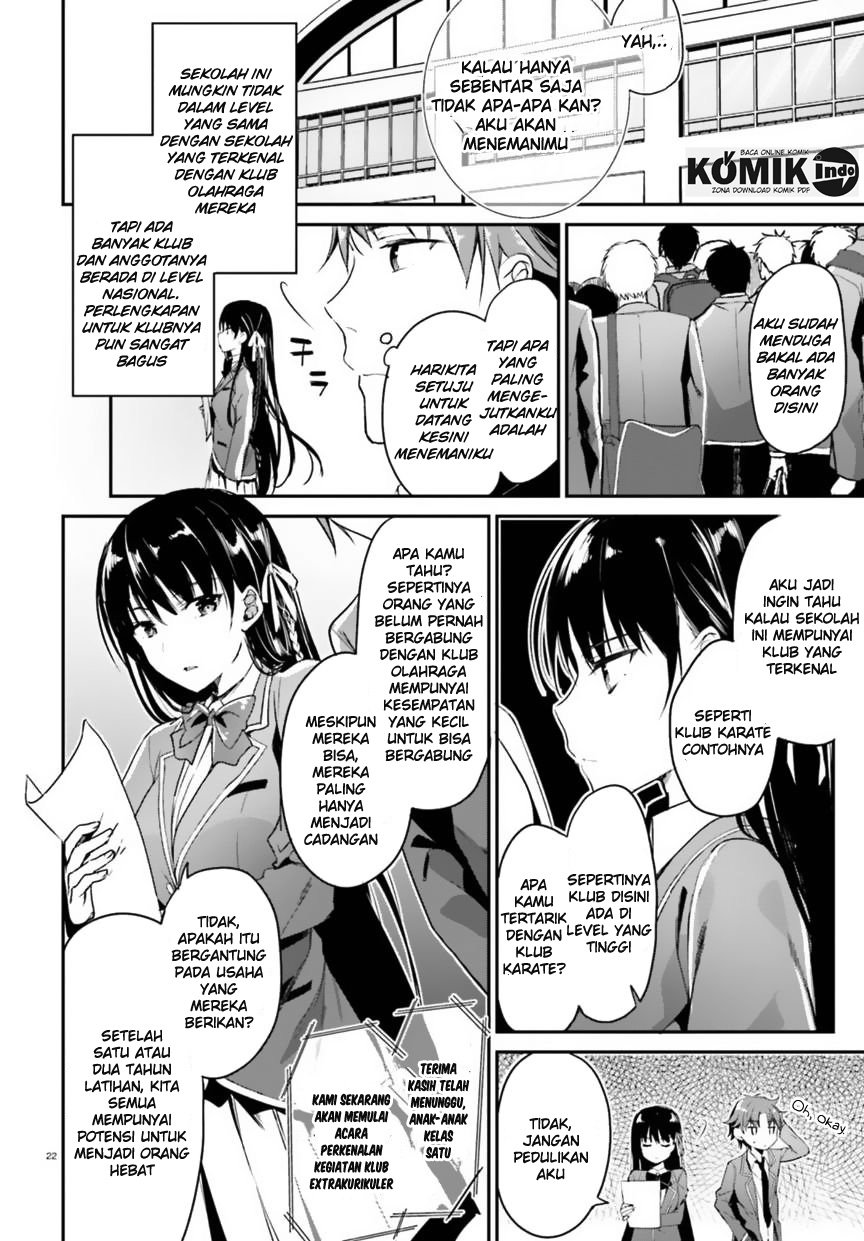 YAH,..
KALAU HANYA
SEBENTAR SAJA
TIDAK APA-APA KAN?
AKU AKAN
MENEMANIMU
BACA ONLINE KOMIK
KOMIK Indo
ZONA DOWNLOAD KOMIK PDF
SEKOLAH INI
MUNGKIN TIDAK
DALAM LEVEL
YANG SAMA
DENGAN SEKOLAH
YANG TERKENAL
DENGAN KLUB
OLAHRAGA
MEREKA
TAPI ADA
BANYAK KLUB
DAN ANGGOTANYA
BERADA DI LEVEL
NASIONAL.
PERLENGKAPAN
UNTUK KLUBNYA
PUN SANGAT
BAGUS
AKU SUDAH
MENDUGA
BAKAL ADA
BANYAK
ORANG
DISINI
TAPI APA
YANG
PALING
MENGE-
JUTKANKU
ADALAH
HARIKITA
SETUJU
UNTUK
DATANG
KESINI
MENEMANIKU
キィ
AKU JADI
INGIN TAHU
KALAU SEKOLAH
INI MEMPUNYAI
KLUB YANG
TERKENAL
SEPERTI
KLUB KARATE
CONTOHNYA
SEPERTINYA
KLUB DISINI
ADA DI
LEVEL YANG
TINGGI
APA
KAMU
TERTARIK
DENGAN
KLUB
KARATE?
TIDAK,
JANGAN
PEDULIKAN
AKU
Oh, okay
APA KAMU
TAHU?
SEPERTINYA
ORANG YANG
BELUM PERNAH
BERGABUNG
DENGAN KLUB
OLAHRAGA
MEMPUNYAI
KESEMPATAN
YANG KECIL
UNTUK BISA
BERGABUNG
MESKIPUN
MEREKA
BISA,
MEREKA
PALING
HANYA
MENJADI
CADANGAN
TIDAK,
APAKAH ITU
BERGANTUNG
PADA USAHA
YANG
MEREKA
BERIKAN?
SETELAH
SATU ATAU
DUA TAHUN
LATIHAN, KITA
SEMUA
MEMPUNYAI
POTENSI UNTUK
MENJADI ORANG
HEBAT
TERIMA
KASIH TELAH
MENUNGGU,
ANAK-ANAK
KELAS
SATU
KAMI SEKARANG
AKAN MEMULAI
ACARA
PERKENALAN
KEGIATAN KLUB
EXTRAKURIKULER
22